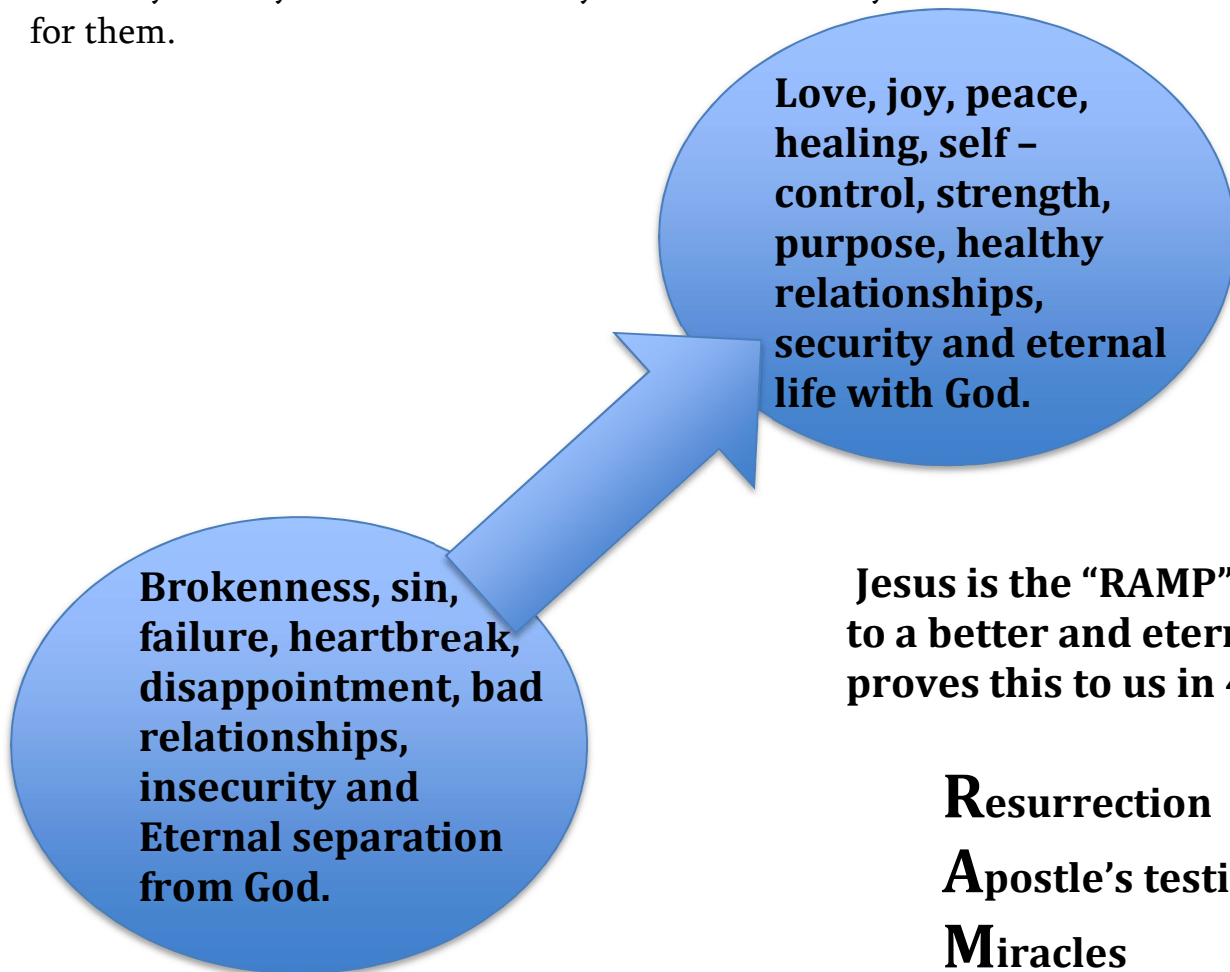 for them.
Love, joy, peace,
healing, self –
control, strength,
purpose, healthy
relationships,
security and eternal
life with God.
Brokenness, sin,
failure, heartbreak,
disappointment, bad
relationships,
insecurity and
Eternal separation
from God.
Jesus is the “RAMP”
to a better and
proves this to us in
Resurrection
Apostle’s
Miracles